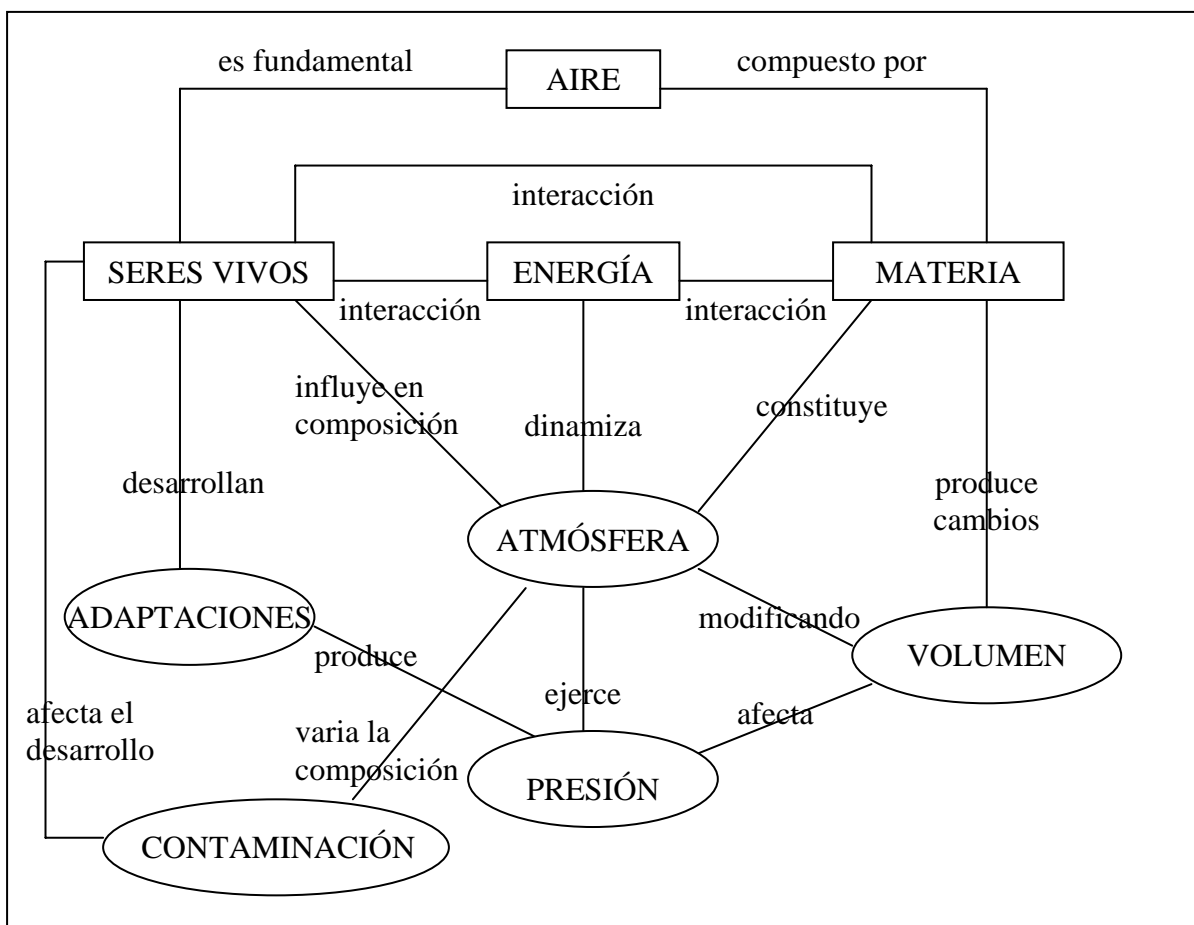 es fundamental
AIRE
compuesto por
interacción
SERES VIVOS
ENERGÍA
MATERIA
interacción
interacción
influye en
composición
dinamiza
constituye
desarrollan
produce
cambios
ATMÓSFERA
ADAPTACIONES
modificando
VOLUMEN
produce
ejerce
afecta
afecta el
desarrollo
varia la
composición
PRESIÓN
CONTAMINACIÓN